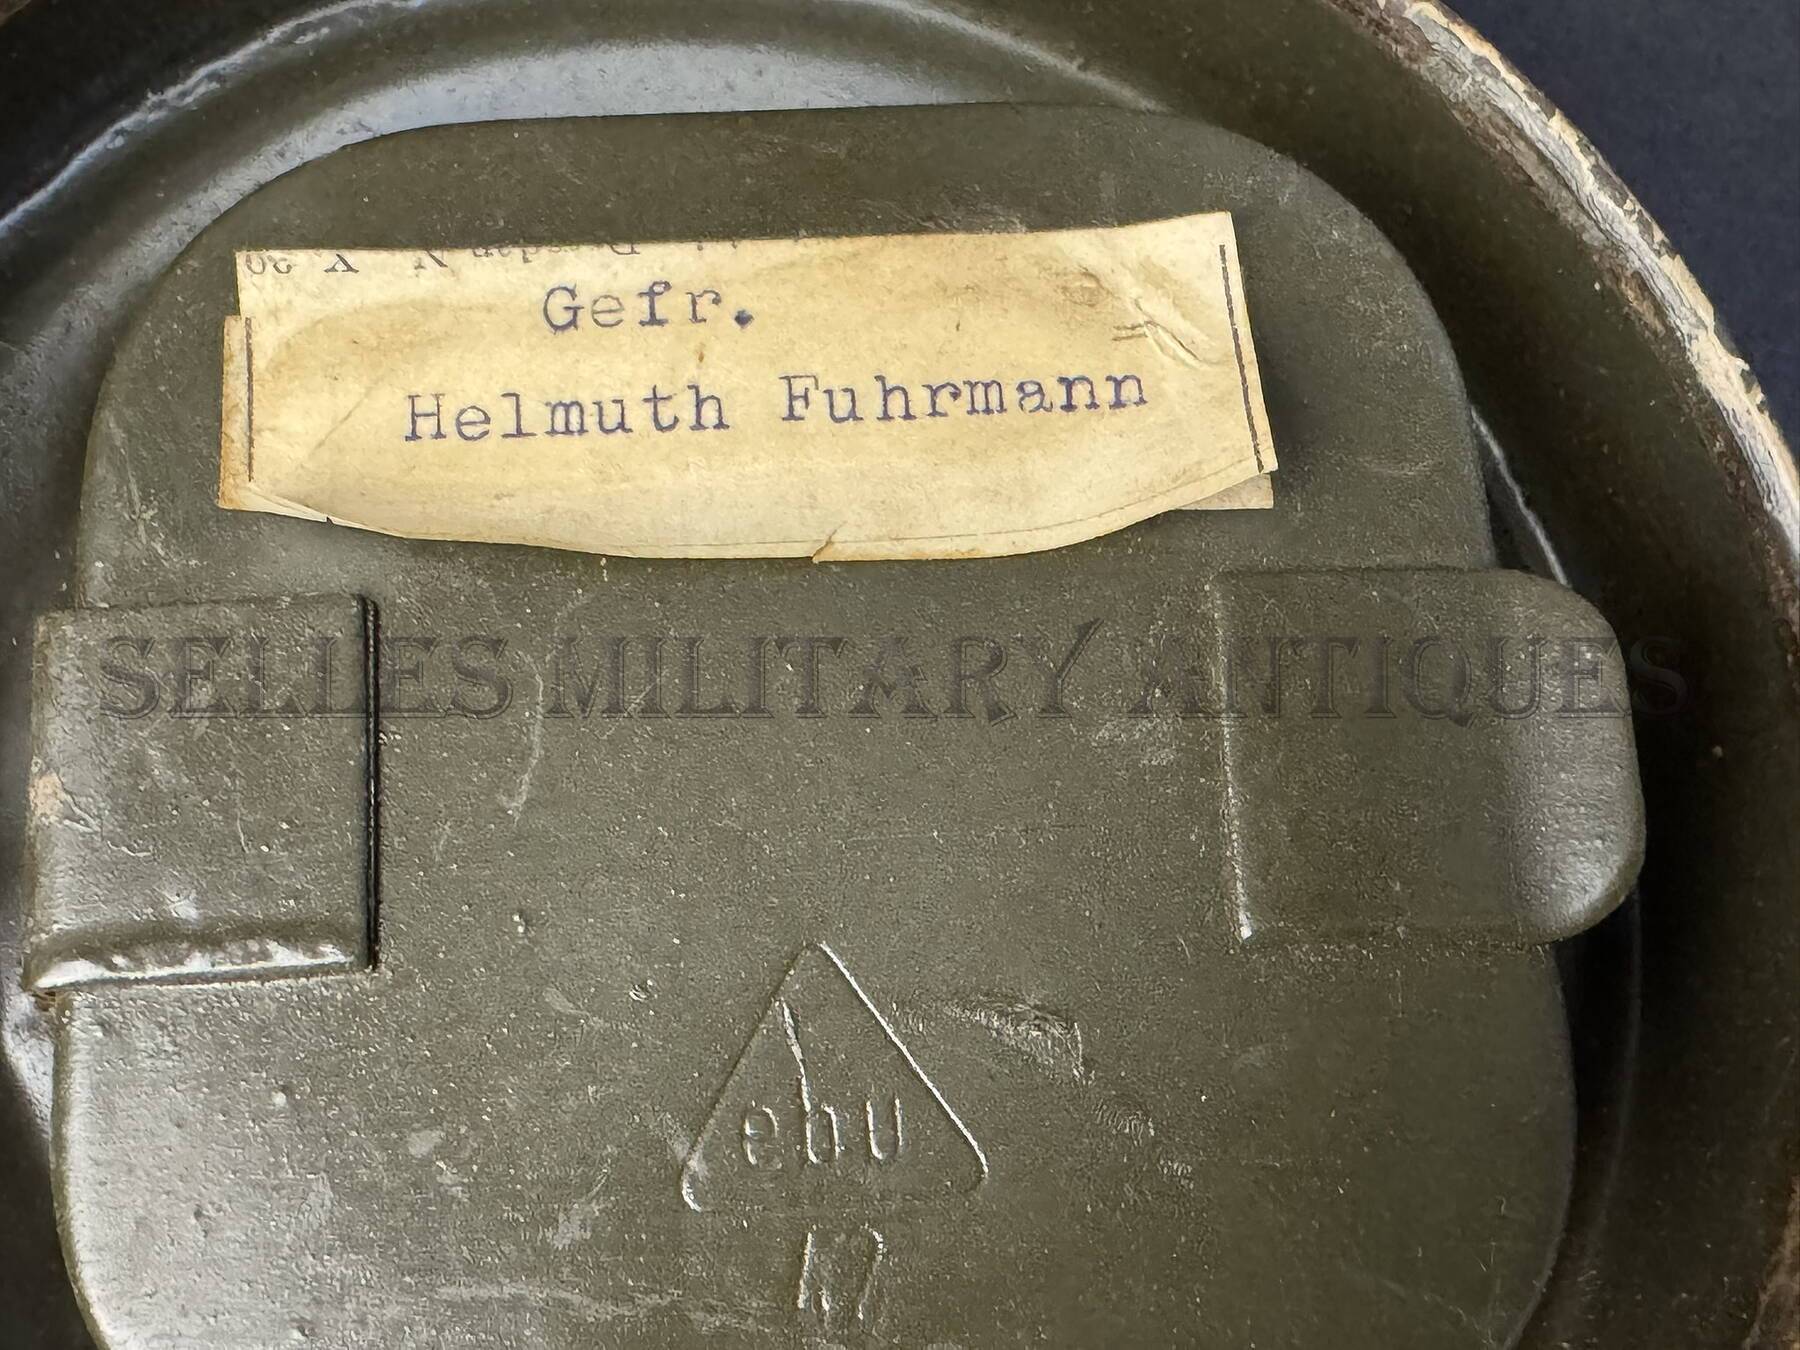 Gefr.
Helmuth Fuhrmann
SELLES MILITARY ANTIQUES
ebu